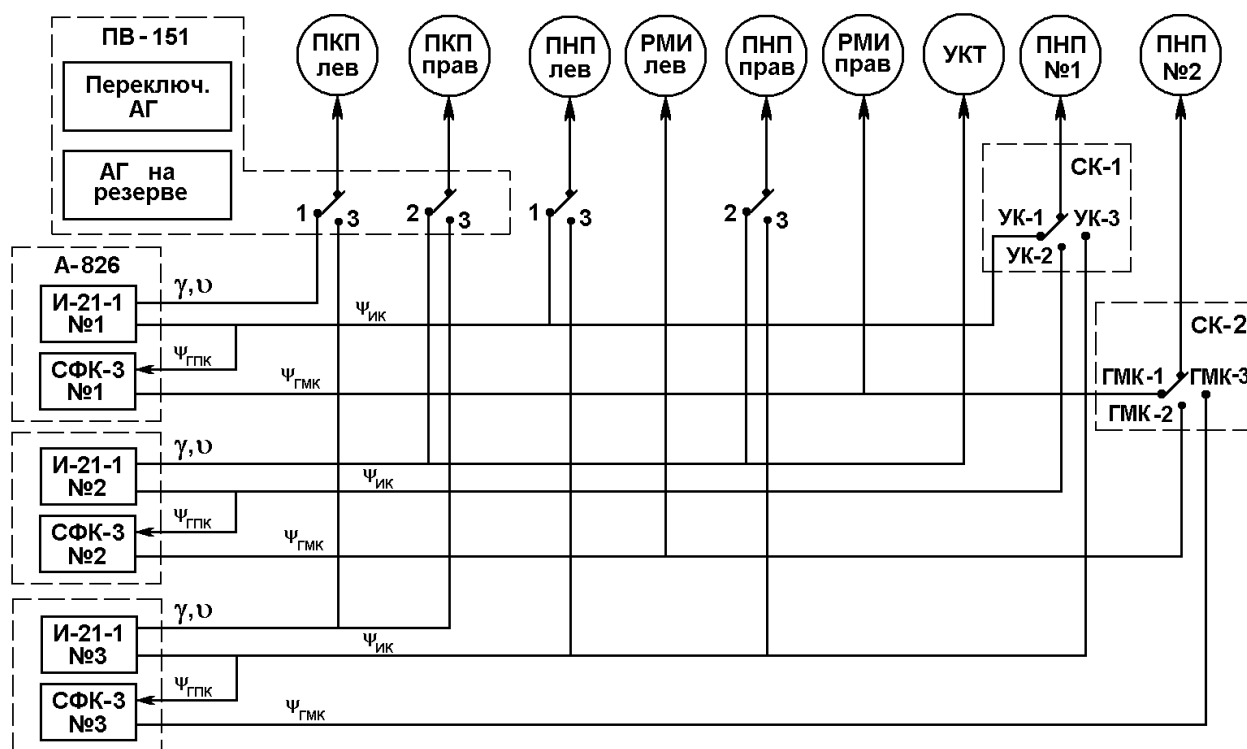 ПВ-151
Переключ.
АГ
АГ на
резерве
ПКП
лев
ПКП
прав
ПНП
лев
РМИ
лев
ПНП
прав
РМИ
прав
УКТ
ПНП
№1
ПНП
№2
1
3
2
3
1
3
2
3
СК-1
УК-1
УК-3
УК-2
СК-2
ГМК-1
ГМК-3
ГМК-2
А-826
И-21-1
№1
γ,υ
ΨИК
ΨГПК
СФК-3
№1
ΨГМК
И-21-1
№2
γ,υ
ΨИК
ΨГПК
СФК-3
№2
ΨГМК
И-21-1
№3
γ,υ
ΨИК
ΨГПК
СФК-3
№3
ΨГМК